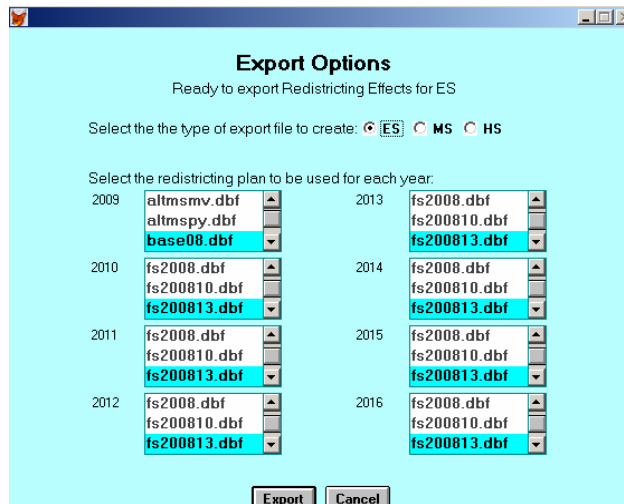 Export Options
Ready to export Redistricting Effects for ES
Select the the type of export file to create: ES MS HS
Select the redistricting plan to be used for each year:
2009
altmsmv.dbf
altmspy.dbf
base08.dbf
2013
fs2008.dbf
fs200810.dbf
fs200813.dbf
2010
fs2008.dbf
fs200810.dbf
fs200813.dbf
2014
fs2008.dbf
fs200810.dbf
fs200813.dbf
2011
fs2008.dbf
fs200810.dbf
fs200813.dbf
2015
fs2008.dbf
fs200810.dbf
fs200813.dbf
2012
fs2008.dbf
fs200810.dbf
fs200813.dbf
2016
fs2008.dbf
fs200810.dbf
fs200813.dbf
Export Cancel